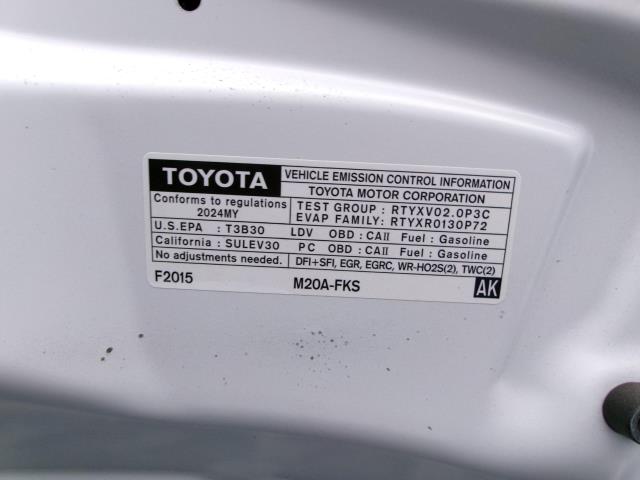 TOYOTA
VEHICLE EMISSION CONTROL INFORMATION
TOYOTA MOTOR CORPORATION
Conforms to regulations
2024MY
TEST GROUP : RTYXV02.0P3C
EVAP FAMILY: RTYXR0130P72
U.S.EPA : T3B30 LDV OBD : CAII Fuel : Gasoline
California : SULEV30 PC OBD : CAII Fuel : Gasoline
No adjustments needed. DFI+SFI, EGR, EGRC, WR-HO2S(2), TWC(2)
F2015 M20A-FKS AK